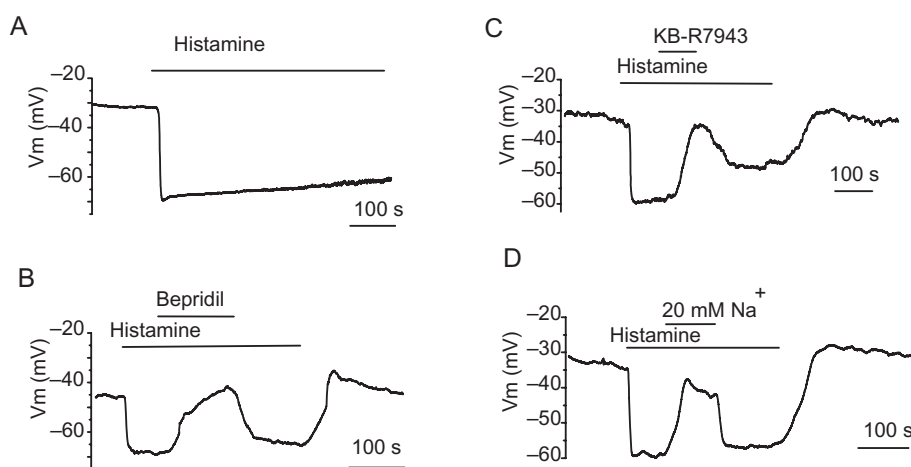 A
Histamine
–20
–40
–60
Vm (mV)
100 s
B
Bepridil
Histamine
–20
–40
–60
Vm (mV)
100 s
C
KB-R7943
Histamine
–20
–30
–40
–50
–60
Vm (mV)
100 s
D
20 mM Na+
Histamine
–20
–30
–40
–50
–60
Vm (mV)
100 s